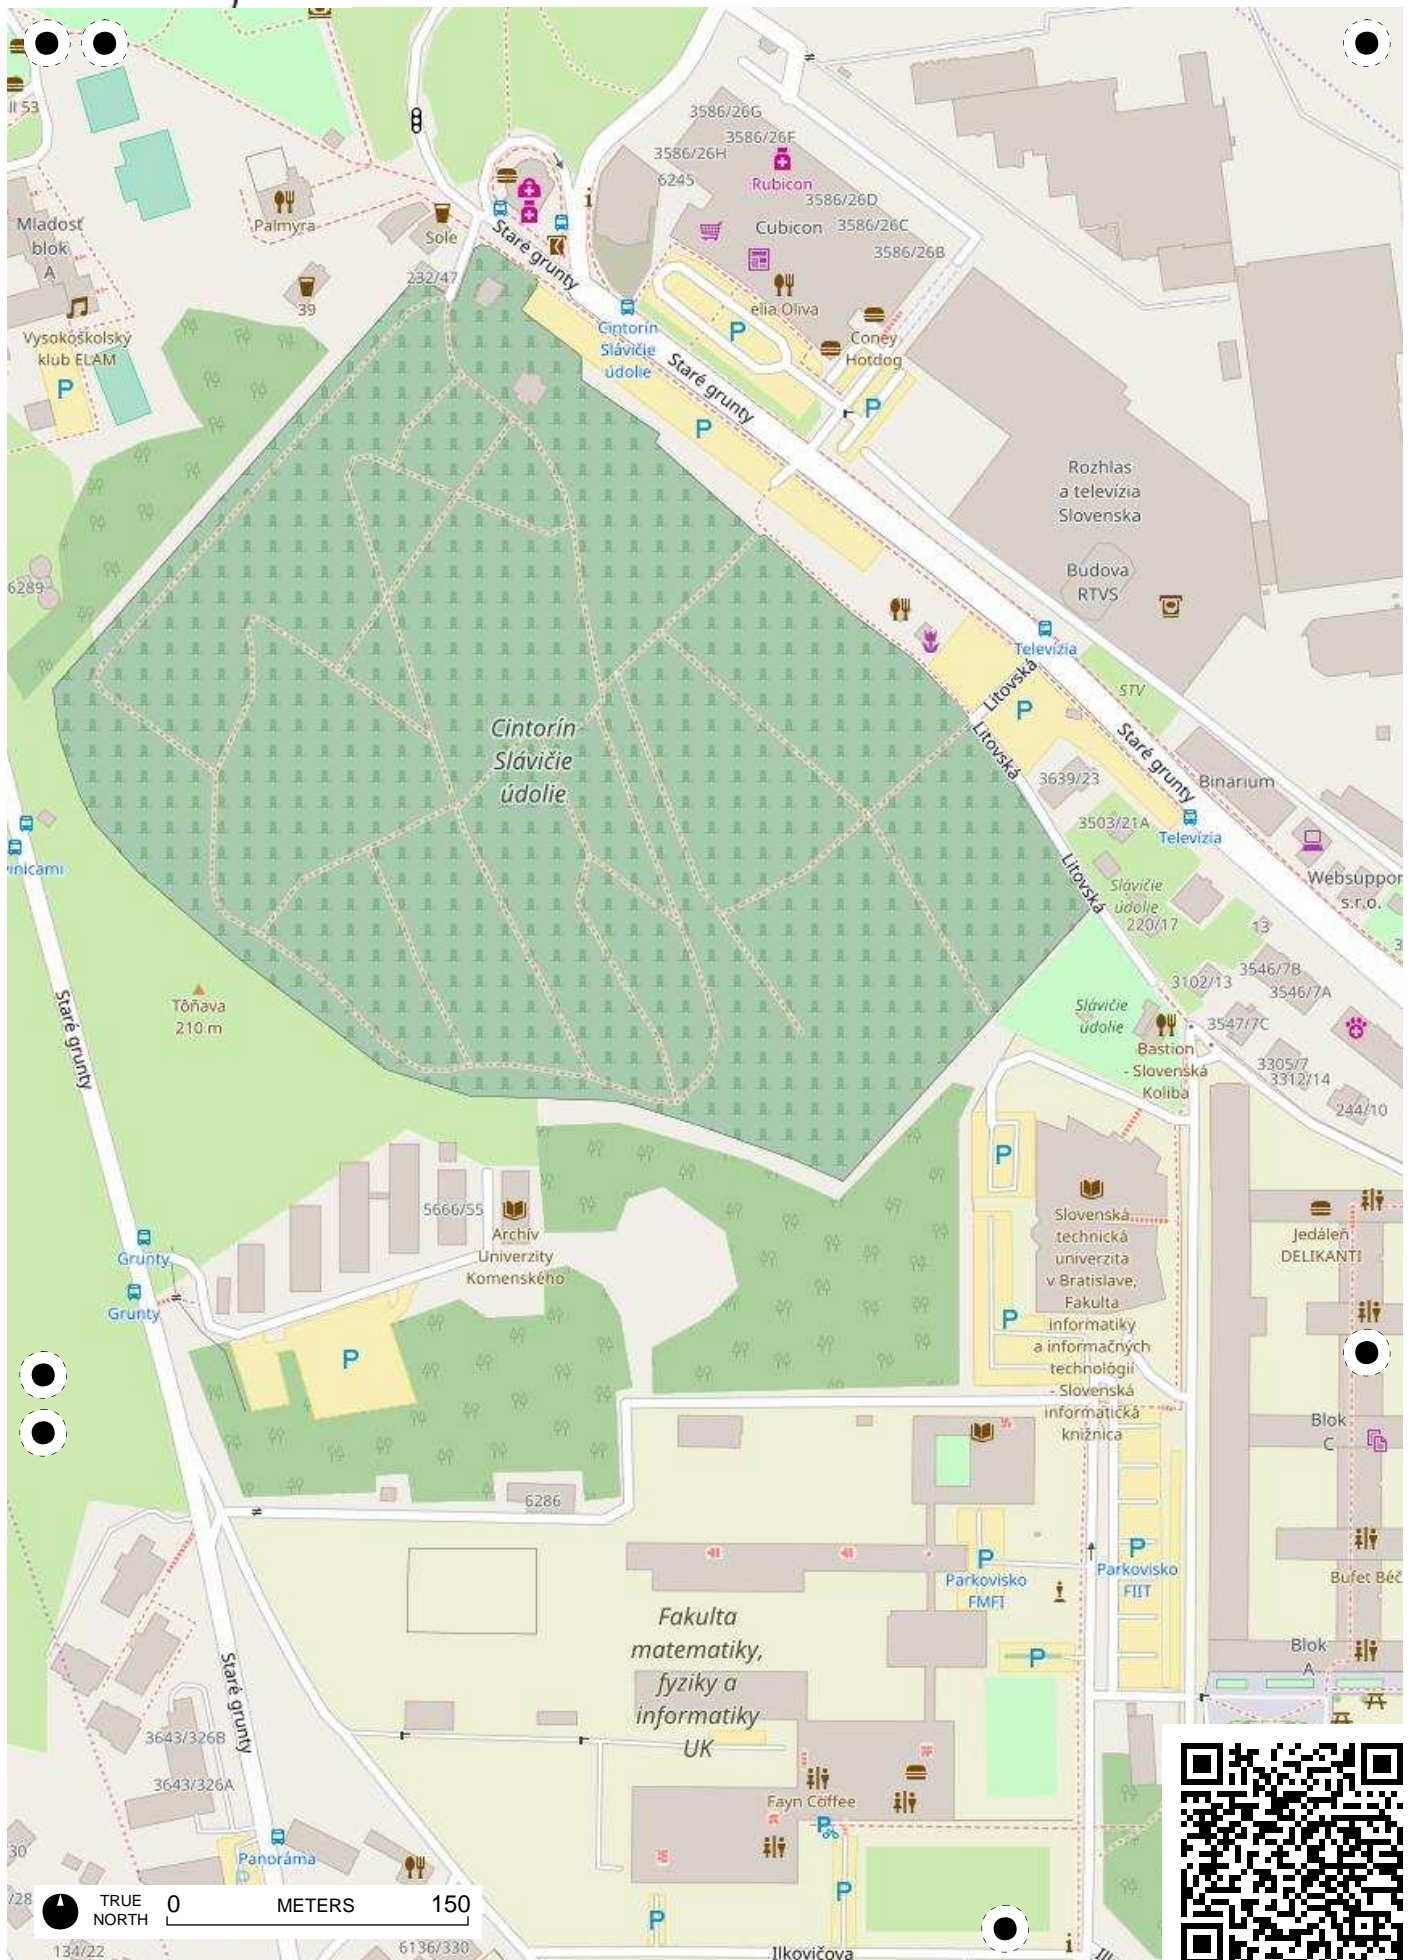 ll 53
3586/26G
3586/26F
3586/26H
6245
Rubicon
3586/26D
Cubicon
3586/26C
3586/26B
Mladosť
blok
A
Palmyra
Sole
Staré grunty
232/47
39
Vysokoškolský
klub ELAM
P
Cintorín
Slávičie
údolie
P
elia Oliva
Coney
Hotdog
Staré grunty
P
P
Rozhlas
a televízia
Slovenska
Budova
RTVS
6289
Televízia
Litovská
STV
P
Litovská
Staré grunty
Cintorín
Slávičie
údolie
3639/23
Binarium
3503/21A
Televízia
vinicami
Litovská
Slávičie
údolie
220/17
Websuppor
s.r.o.
13
3
3546/7B
3102/13
3546/7A
Tôňava
210 m
Staré grunty
Slávičie
údolie
3547/7C
Bastion
- Slovenská
Koliba
3305/7
3312/14
244/10
P
5666/55
Archív
Univerzity
Komenského
Slovenská
technická
univerzita
v Bratislave,
Fakulta
informatiky
a informačných
technológií
- Slovenská
informatická
knižnica
Jedáleň
DELIKANTI
Grunty
Grunty
P
P
Blok
C
6286
P
Parkovisko
FMFI
P
Parkovisko
FIIT
Bufet Béč
Fakulta
matematiky,
fyziky a
informatiky
UK
P
Blok
A
Staré grunty
3643/326B
3643/326A
Fayn Coffee
P
Panoráma
P
30
/28
P
P
TRUE
NORTH
0
METERS
150
134/22
6136/330
Ilkovičova